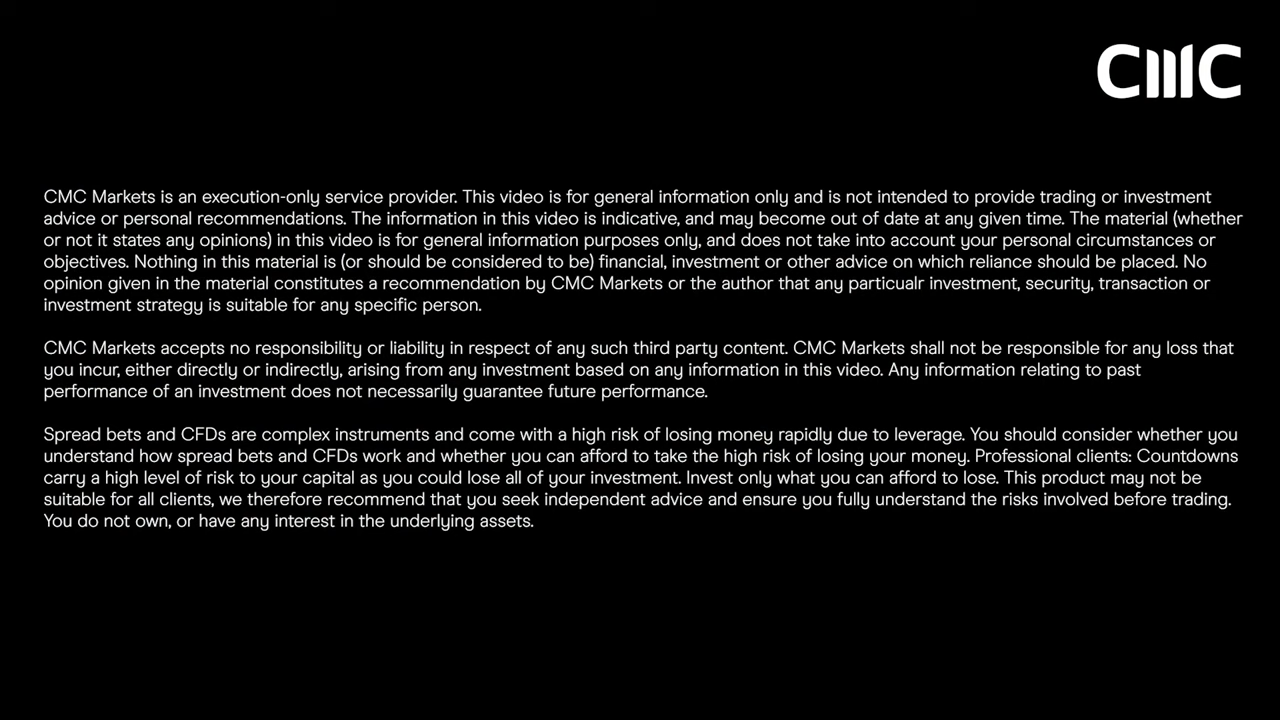 CMC
CMC Markets is an execution-only service provider. This video is for general information only and is not intended to provide trading or investment
advice or personal recommendations. The information in this video is indicative, and may become out of date at any given time. The material (whether
or not it states any opinions) in this video is for general information purposes only, and does not take into account your personal circumstances or
objectives. Nothing in this material is (or should be considered to be) financial, investment or other advice on which reliance should be placed. No
opinion given in the material constitutes a recommendation by CMC Markets or the author that any particualr investment, security, transaction or
investment strategy is suitable for any specific person.
CMC Markets accepts no responsibility or liability in respect of any such third party content. CMC Markets shall not be responsible for any loss that
you incur, either directly or indirectly, arising from any investment based on any information in this video. Any information relating to past
performance of an investment does not necessarily guarantee future performance.
Spread bets and CFDs are complex instruments and come with a high risk of losing money rapidly due to leverage. You should consider whether you
understand how spread bets and CFDs work and whether you can afford to take the high risk of losing your money. Professional clients: Countdowns
carry a high level of risk to your capital as you could lose all of your investment. Invest only what you can afford to lose. This product may not be
suitable for all clients, we therefore recommend that you seek independent advice and ensure you fully understand the risks involved before trading.
You do not own, or have any interest in the underlying assets.